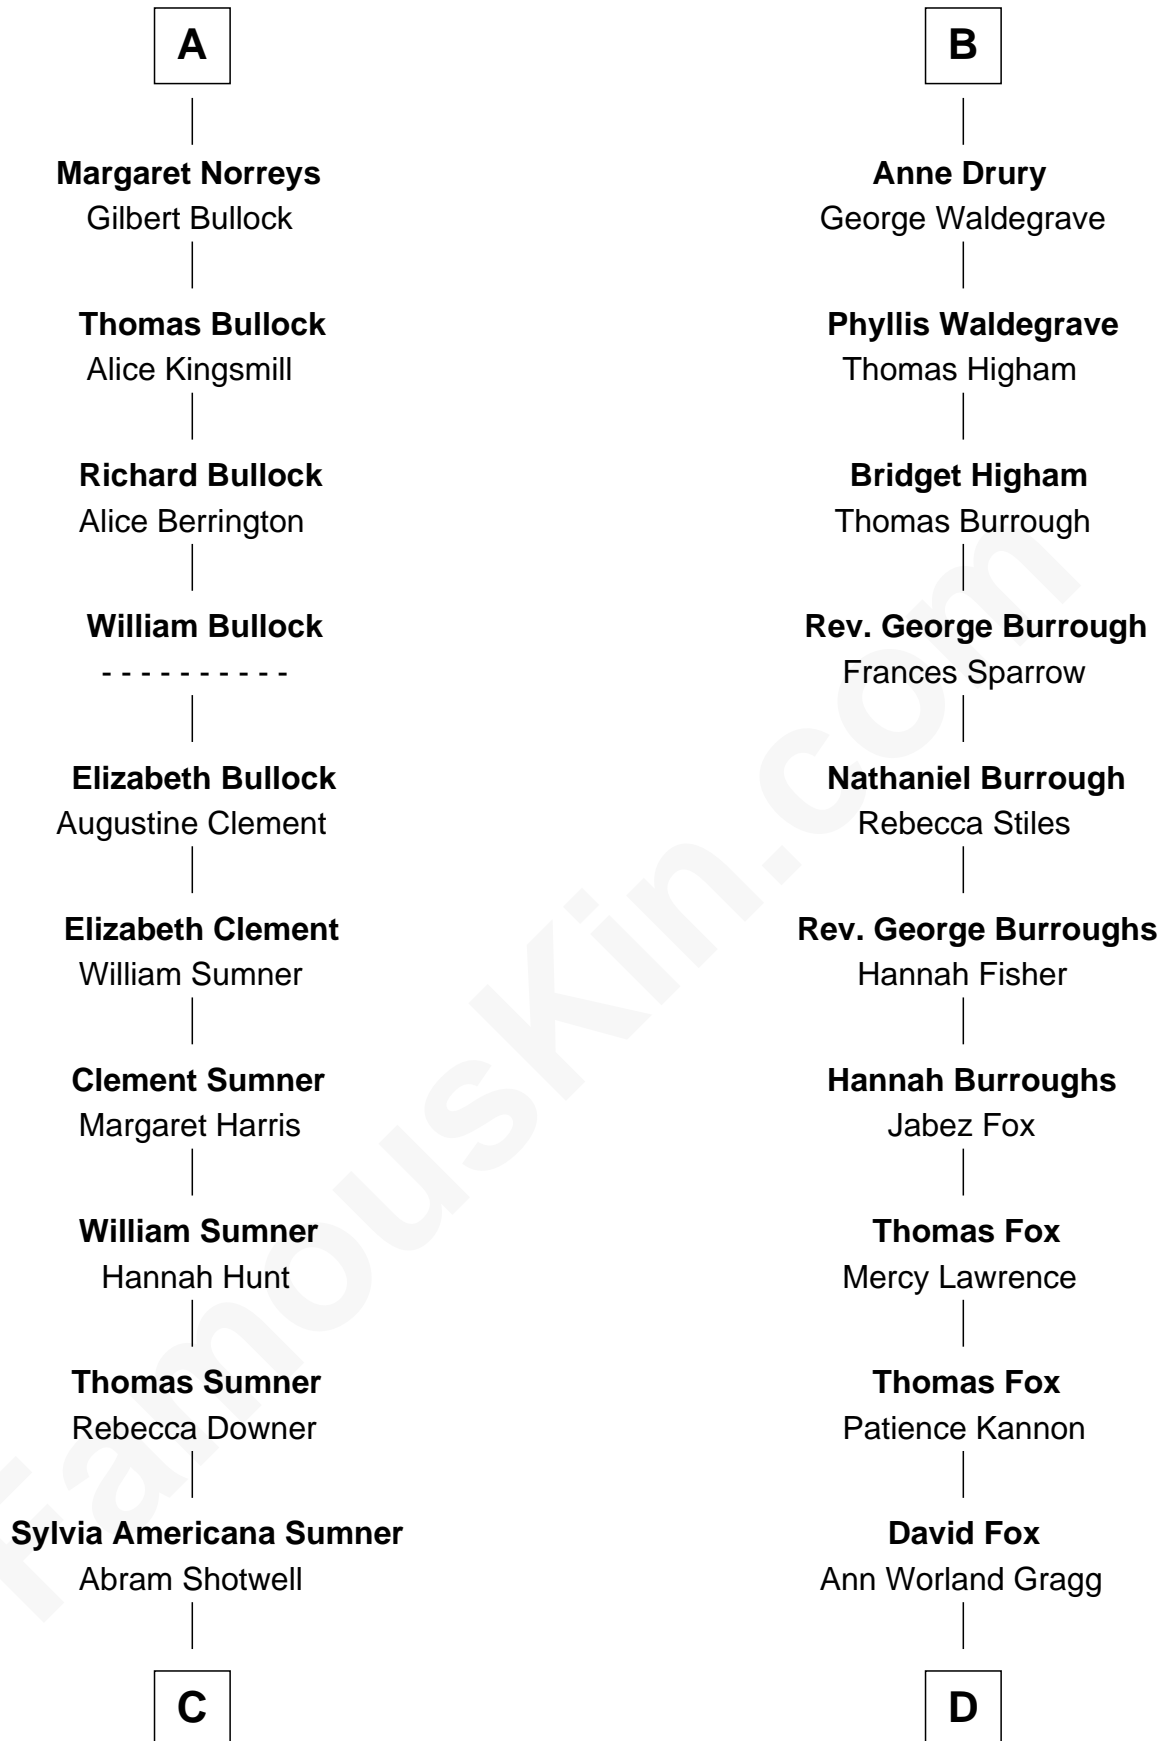 A
Margaret Norreys
Gilbert Bullock
Thomas Bullock
Alice Kingsmill
Richard Bullock
Alice Berrington
William Bullock
- - - - - - - - - -
Elizabeth Bullock
Augustine Clement
Elizabeth Clement
William Sumner
Clement Sumner
Margaret Harris
William Sumner
Hannah Hunt
Thomas Sumner
Rebecca Downer
Sylvia Americana Sumner
Abram Shotwell
C
B
Anne Drury
George Waldegrave
Phyllis Waldegrave
Thomas Higham
Bridget Higham
Thomas Burrough
Rev. George Burrough
Frances Sparrow
Nathaniel Burrough
Rebecca Stiles
Rev. George Burroughs
Hannah Fisher
Hannah Burroughs
Jabez Fox
Thomas Fox
Mercy Lawrence
Thomas Fox
Patience Kannon
David Fox
Ann Worland Gragg
D
FamousKin.com